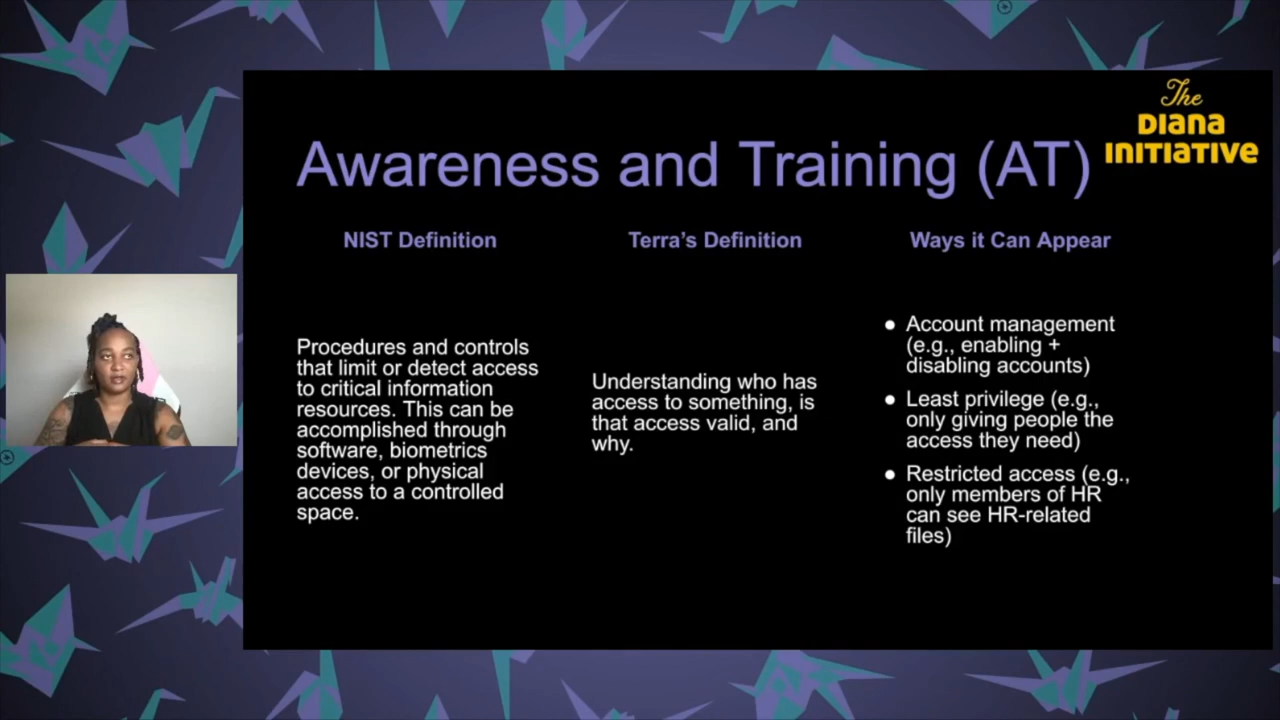 The
DIANA
INITIATIVE
Awareness and Training (AT)
NIST Definition
Procedures and controls
that limit or detect access
to critical information
resources. This can be
accomplished through
software, biometrics
devices, or physical
access to a controlled
space.
Terra's Definition
Understanding who has
access to something, is
that access valid, and
why.
Ways it Can Appear
● Account management
(e.g., enabling +
disabling accounts)
● Least privilege (e.g.,
only giving people the
access they need)
● Restricted access (e.g.,
only members of HR
can see HR-related
files)